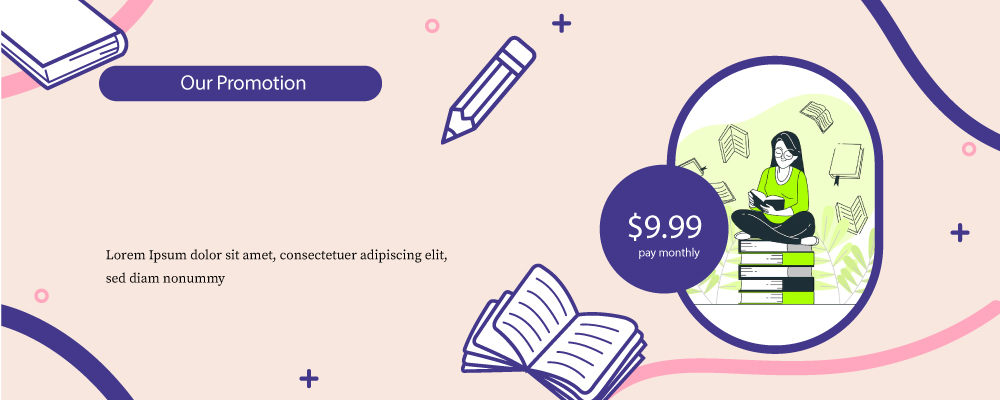 Our Promotion
Lorem Ipsum dolor sit amet, consectetuer adipiscing elit,
sed diam nonummy
$9.99
pay monthly